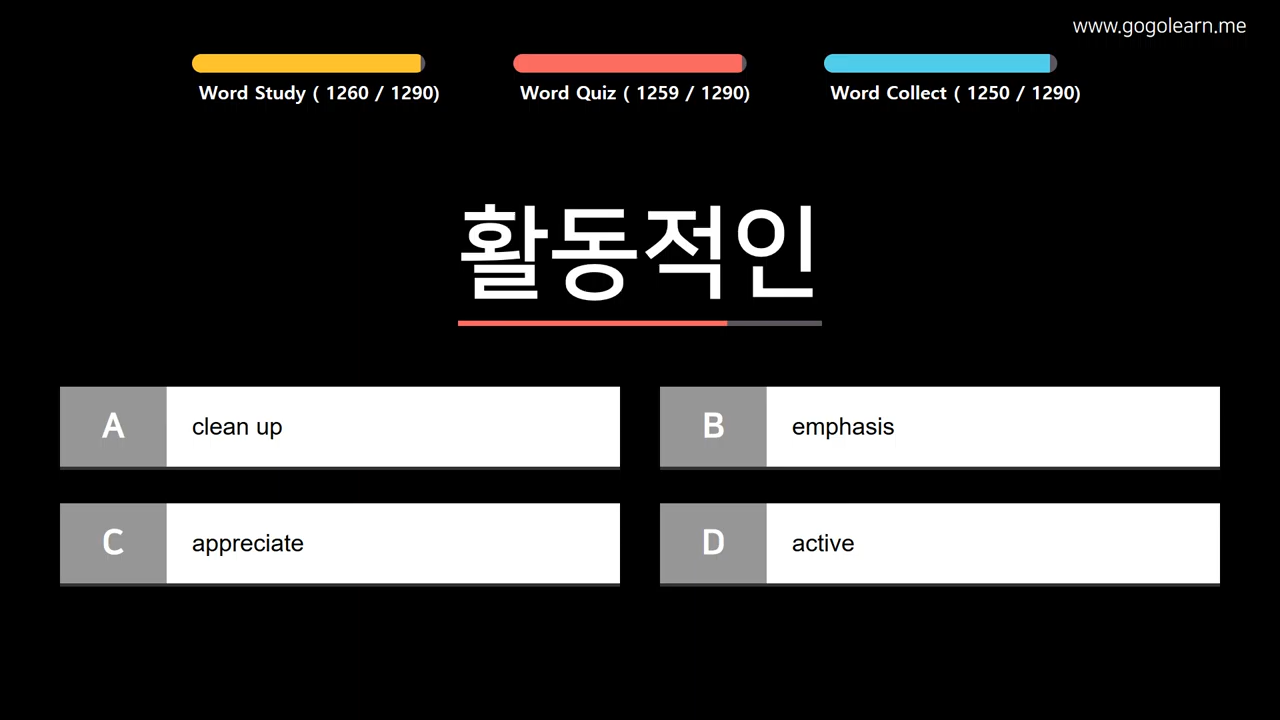 www.gogolearn.me
Word Study ( 1260 / 1290)
Word Quiz ( 1259 / 1290)
Word Collect ( 1250 / 1290)
활동적인
A clean up
B emphasis
C appreciate
D active